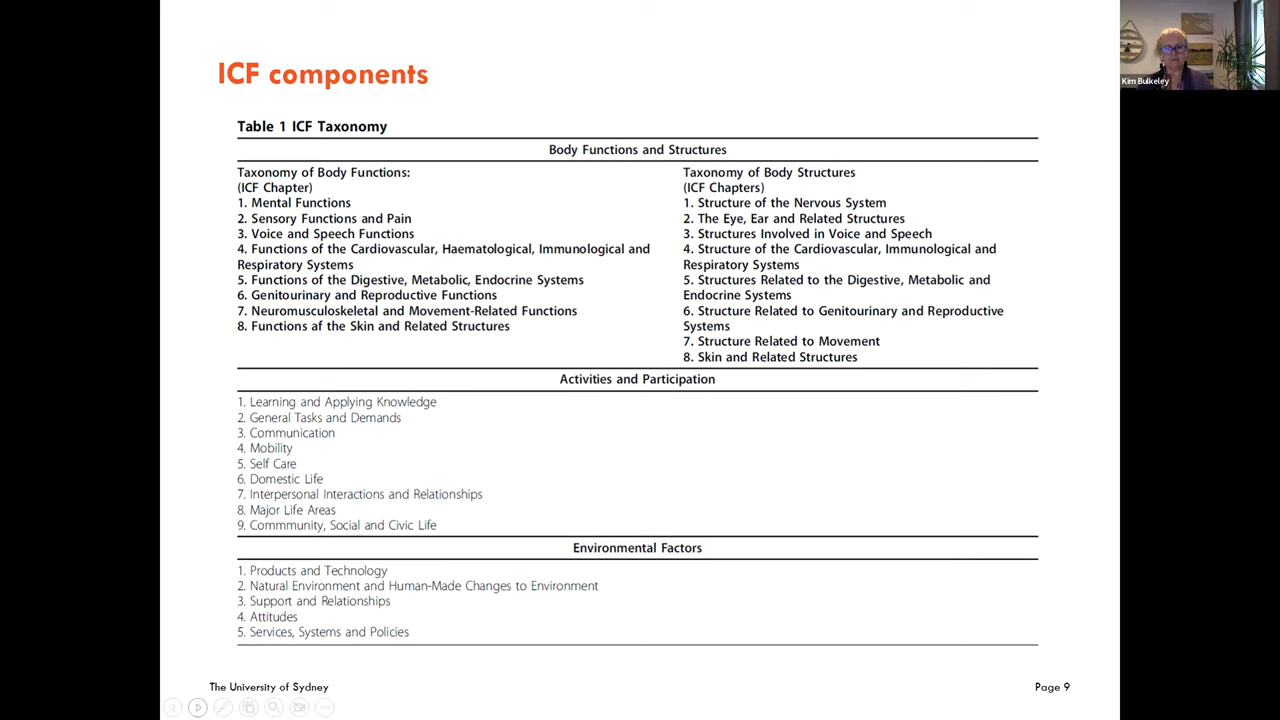 ICF components
Kim Bulkeley
Table 1 ICF Taxonomy
Body Functions and Structures
Taxonomy of Body Functions:
(ICF Chapter)
1. Mental Functions
2. Sensory Functions and Pain
3. Voice and Speech Functions
4. Functions of the Cardiovascular, Haematological, Immunological and
Respiratory Systems
5. Functions of the Digestive, Metabolic, Endocrine Systems
6. Genitourinary and Reproductive Functions
7. Neuromusculoskeletal and Movement-Related Functions
8. Functions af the Skin and Related Structures
Taxonomy of Body Structures
(ICF Chapters)
1. Structure of the Nervous System
2. The Eye, Ear and Related Structures
3. Structures Involved in Voice and Speech
4. Structure of the Cardiovascular, Immunological and
Respiratory Systems
5. Structures Related to the Digestive, Metabolic and
Endocrine Systems
6. Structure Related to Genitourinary and Reproductive
Systems
7. Structure Related to Movement
8. Skin and Related Structures
Activities and Participation
1. Learning and Applying Knowledge
2. General Tasks and Demands
3. Communication
4. Mobility
5. Self Care
6. Domestic Life
7. Interpersonal Interactions and Relationships
8. Major Life Areas
9. Commmunity, Social and Civic Life
Environmental Factors
1. Products and Technology
2. Natural Environment and Human-Made Changes to Environment
3. Support and Relationships
4. Attitudes
5. Services, Systems and Policies
The University of Sydney
Page 9